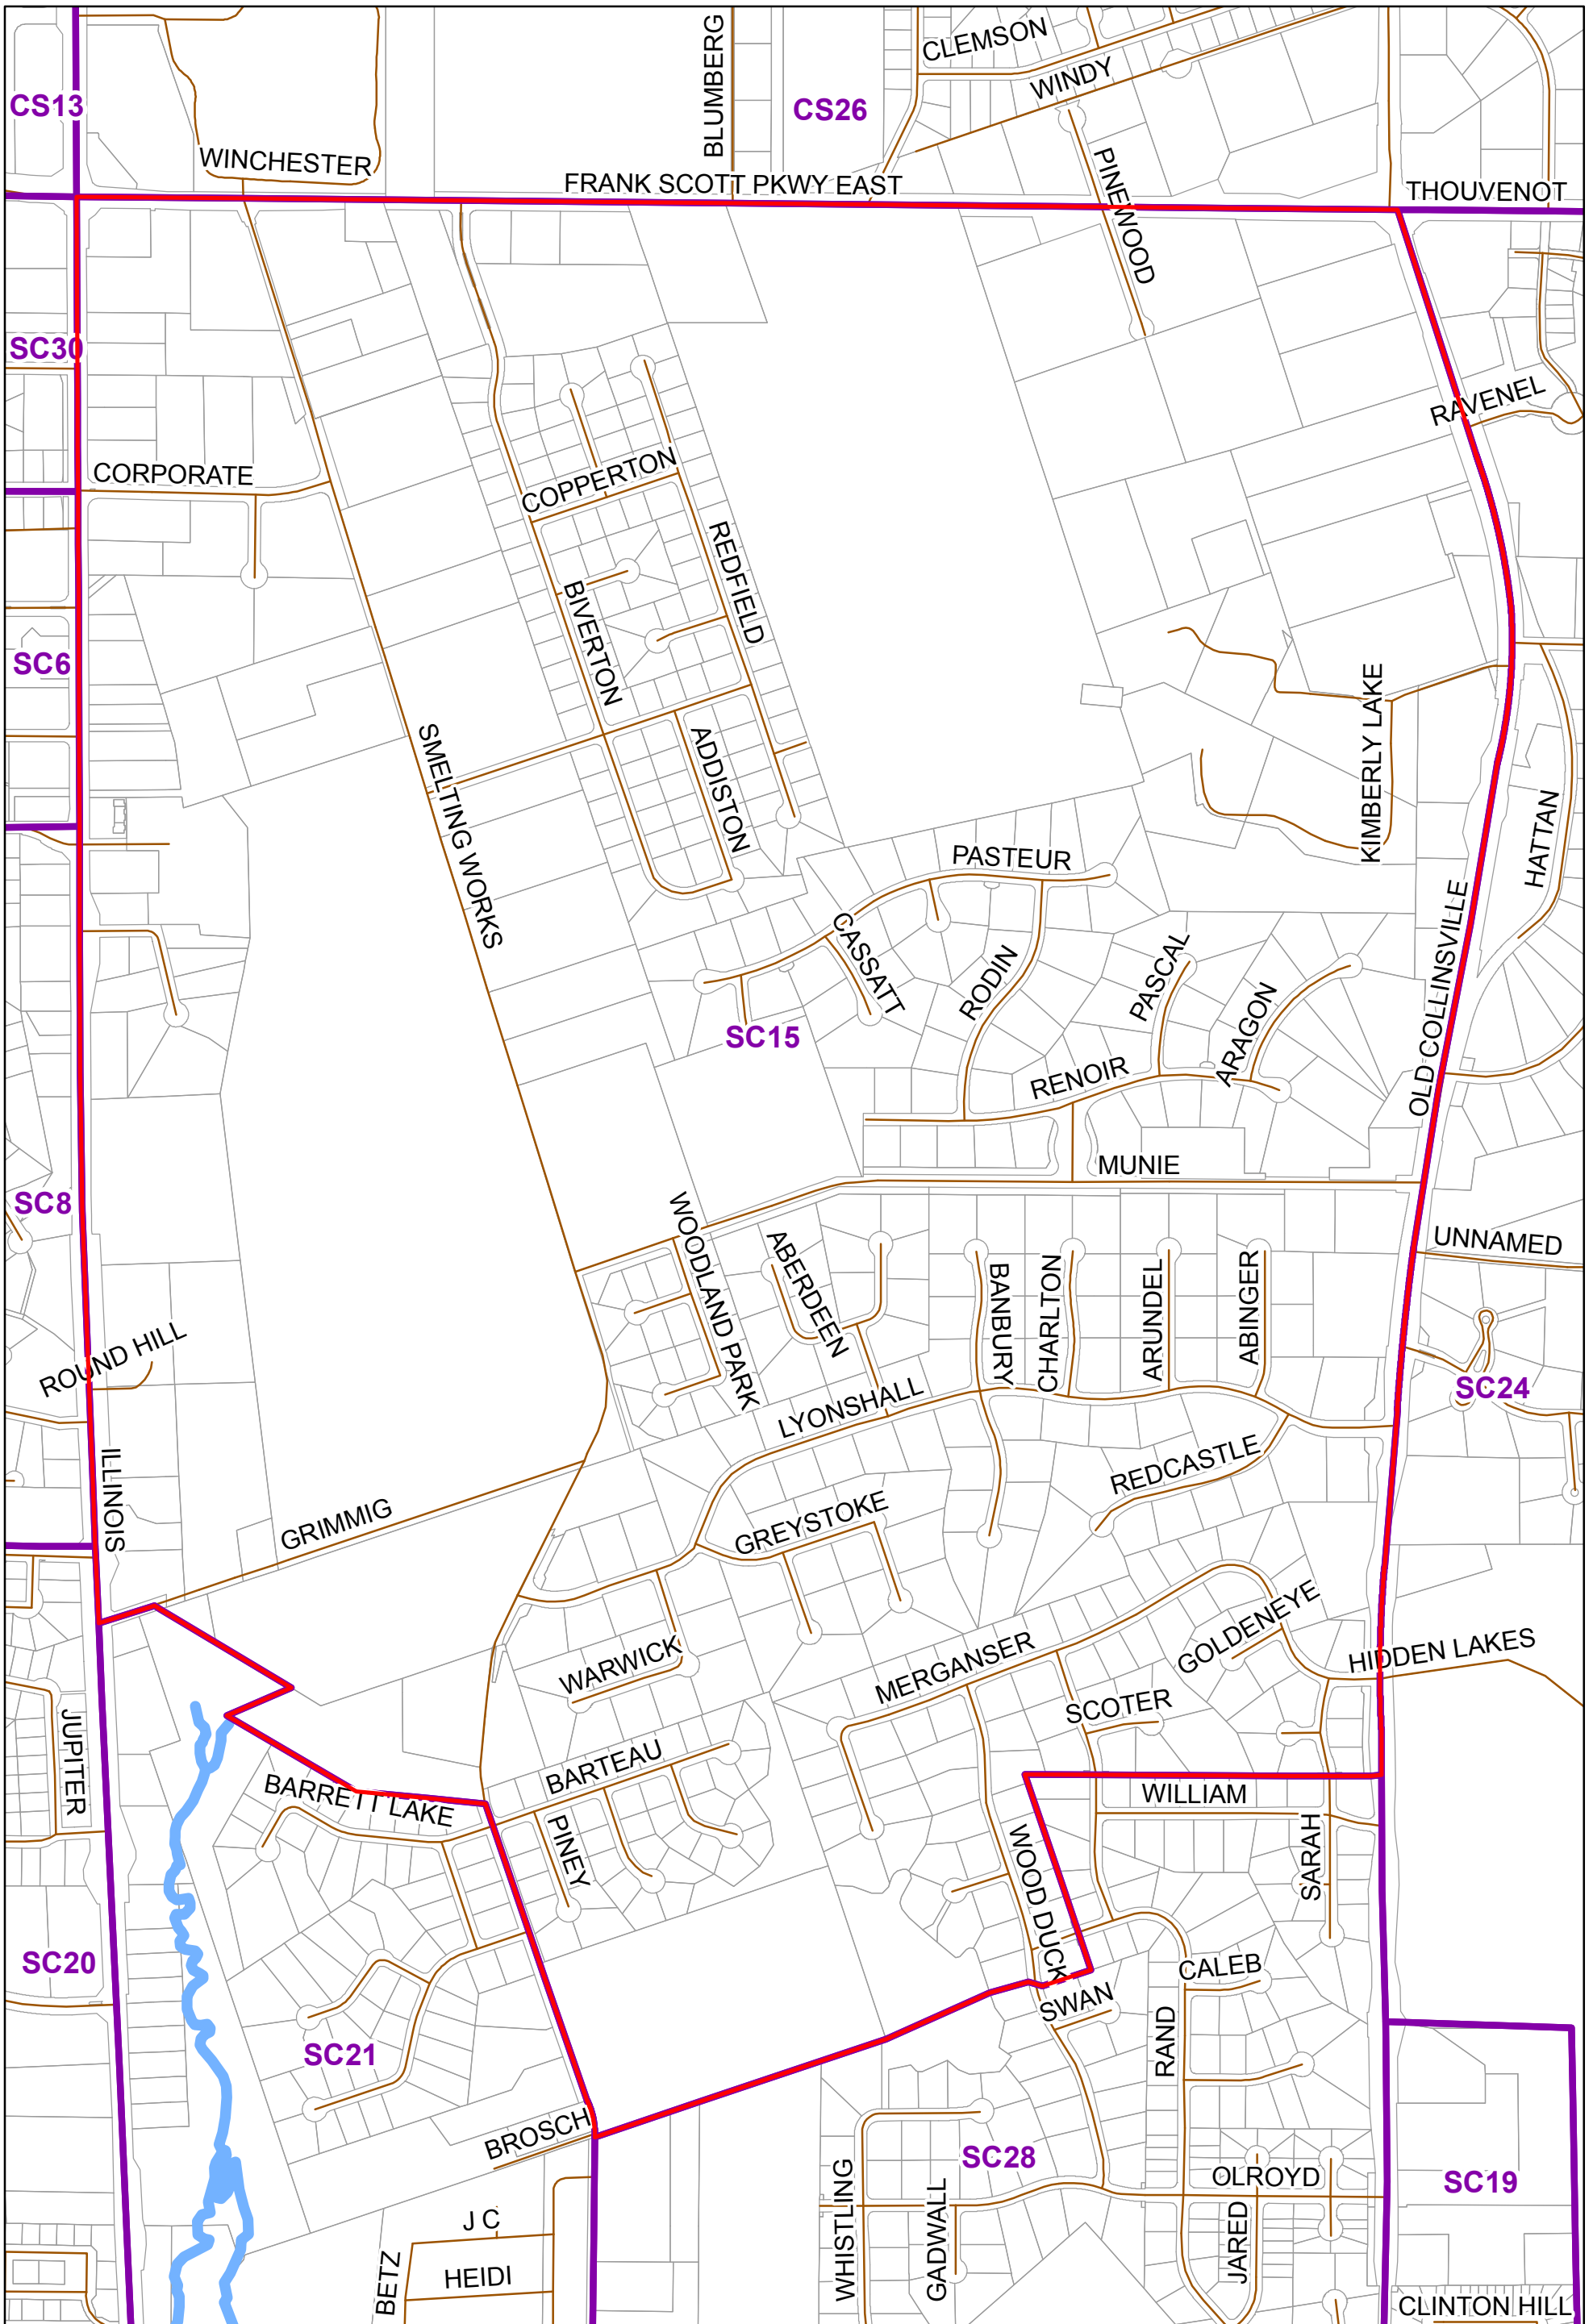 CLEMSON
BLUMBERG
WINDY
CS13
CS26
WINCHESTER
PINEWOOD
FRANK SCOTT PKWY EAST
THOUVENOT
SC30
RAVENEL
CORPORATE
COPPERTON
REDFIELD
BIVERTON
SC6
KIMBERLY LAKE
SMELTING WORKS
ADDISTON
HATTAN
PASTEUR
CASSATT
OLD COLLINSVILLE
RODIN
PASCAL
ARAGON
SC15
RENOIR
MUNIE
SC8
WOODLAND PARK
ABERDEEN
UNNAMED
BANBURY
CHARLTON
ARUNDEL
ABINGER
ROUND HILL
SC24
LYONSHALL
ILLINOIS
REDCASTLE
GREYSTOKE
GRIMMIG
GOLDENEYE
HIDDEN LAKES
WARWICK
MERGANSER
SCOTER
JUPITER
BARTEAU
BARRETT LAKE
WILLIAM
PINEY
WOOD DUCK
SARAH
SC20
CALEB
SWAN
RAND
SC21
BROSCH
SC28
OLROYD
SC19
WHISTLING
GADWALL
JARED
J C
BETZ
HEIDI
CLINTON HILL